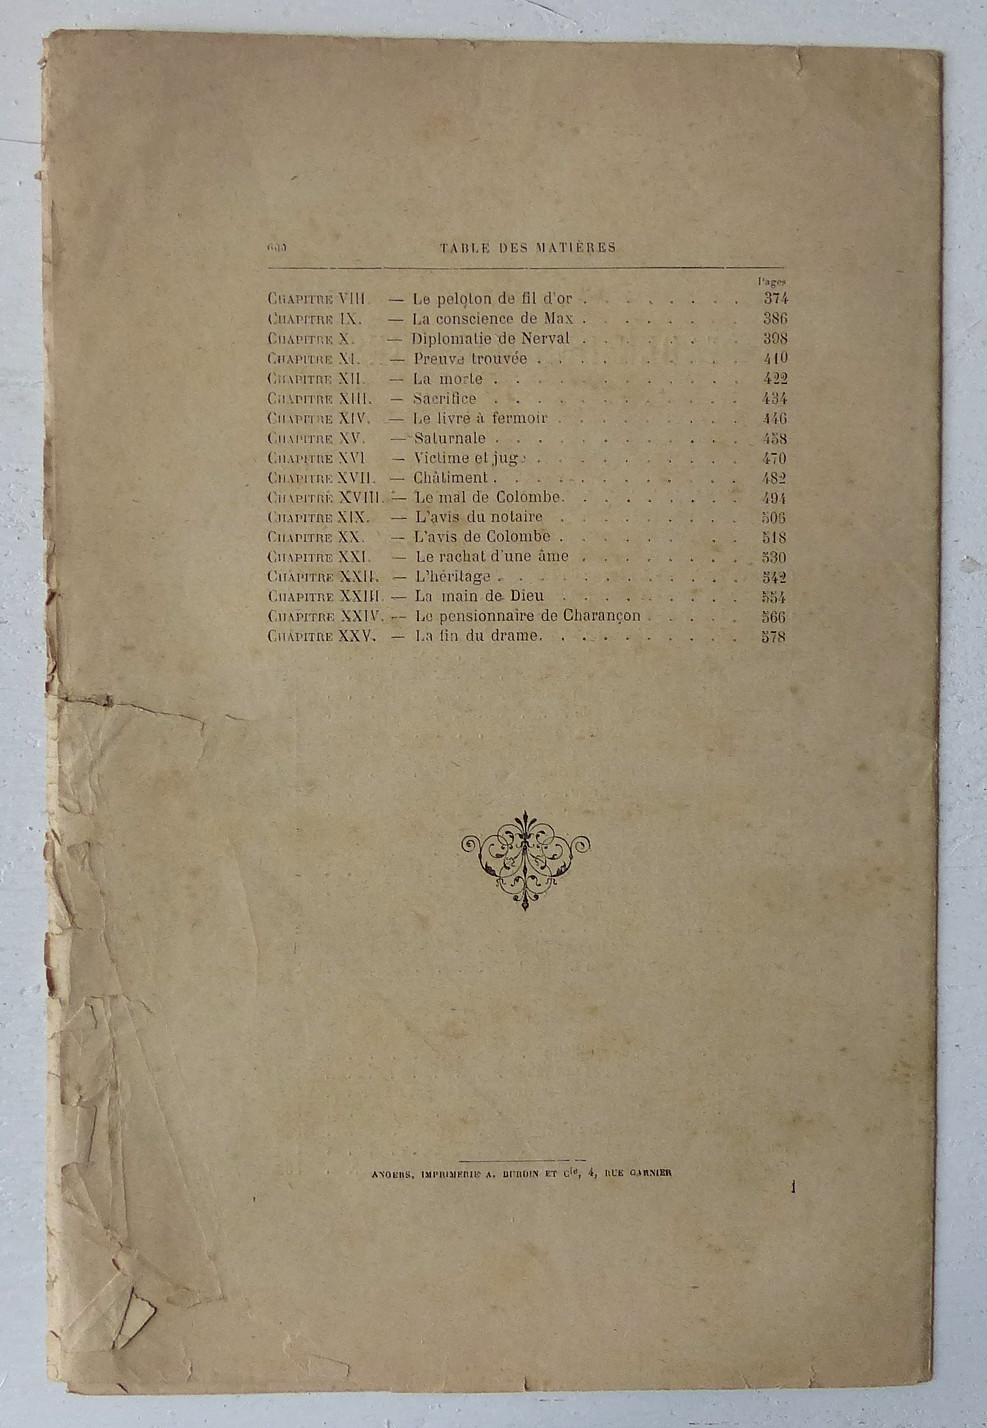 TABLE DES MATIÈRES
Pages
CHAPITRE VIII. — Le peloton de fil d'or . . . . . . . . 374
CHAPITRE IX. — La conscience de Max . . . . . . . . 386
CHAPITRE X. — Diplomatie de Nerval . . . . . . . . 398
CHAPITRE XI. — Preuve trouvée . . . . . . . . . . 410
CHAPITRE XII. — La morte . . . . . . . . . . . . 422
CHAPITRE XIII. — Sacrifice . . . . . . . . . . . . 434
CHAPITRE XIV. — Le livre à fermoir . . . . . . . . . 446
CHAPITRE XV. — Saturnale . . . . . . . . . . . . 458
CHAPITRE XVI. — Victime et juge . . . . . . . . . . 470
CHAPITRE XVII. — Châtiment . . . . . . . . . . . . 482
CHAPITRE XVIII. — Le mal de Colombe. . . . . . . . . 494
CHAPITRE XIX. — L'avis du notaire . . . . . . . . . 506
CHAPITRE XX. — L'avis de Colombe . . . . . . . . . 518
CHAPITRE XXI. — Le rachat d'une âme . . . . . . . . 530
CHAPITRE XXII. — L'héritage . . . . . . . . . . . . 542
CHAPITRE XXIII. — La main de Dieu . . . . . . . . . 554
CHAPITRE XXIV. — Le pensionnaire de Charançon . . . . . 566
CHAPITRE XXV. — La fin du drame. . . . . . . . . . 578
ANGERS, IMPRIMERIE A. BURDIN ET Cie, 4, RUE GARNIER